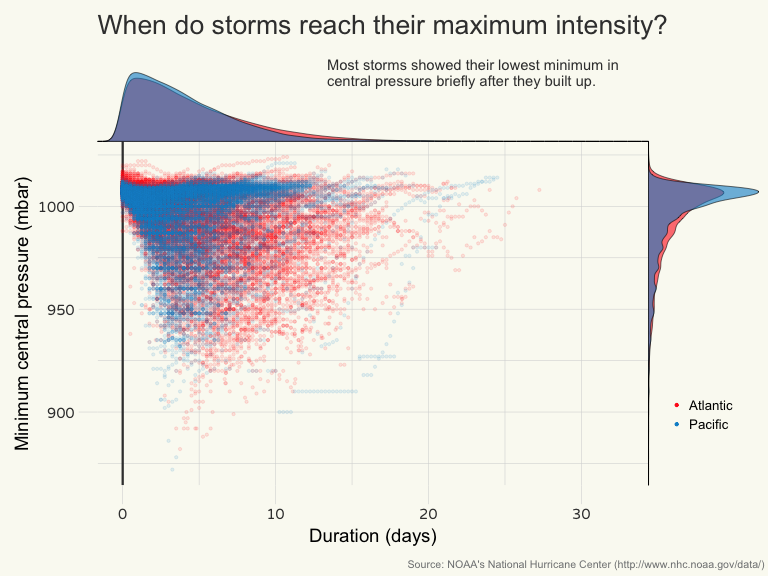 When do storms reach their maximum intensity?
Most storms showed their lowest minimum in
central pressure briefly after they built up.
Minimum central pressure (mbar)
1000
950
900
Atlantic
Pacific
0 10 20 30
Duration (days)
Source: NOAA's National Hurricane Center (http://www.nhc.noaa.gov/data/)